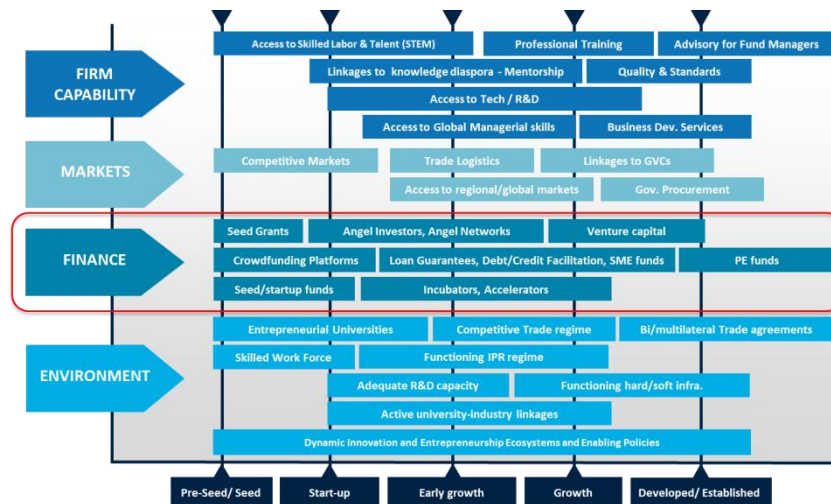 Access to Skilled Labor & Talent (STEM)
Professional Training
Advisory for Fund Managers
FIRM
CAPABILITY
Linkages to knowledge diaspora - Mentorship
Quality & Standards
Access to Tech / R&D
Access to Global Managerial skills
Business Dev. Services
MARKETS
Competitive Markets
Trade Logistics
Linkages to GVCs
Access to regional/global markets
Gov. Procurement
FINANCE
Seed Grants
Angel Investors, Angel Networks
Venture capital
Crowdfunding Platforms
Loan Guarantees, Debt/Credit Facilitation, SME funds
PE funds
Seed/startup funds
Incubators, Accelerators
ENVIRONMENT
Entrepreneurial Universities
Competitive Trade regime
Bi/multilateral Trade agreements
Skilled Work Force
Functioning IPR regime
Adequate R&D capacity
Functioning hard/soft infra.
Active university-industry linkages
Dynamic Innovation and Entrepreneurship Ecosystems and Enabling Policies
Pre-Seed/ Seed
Start-up
Early growth
Growth
Developed/ Established